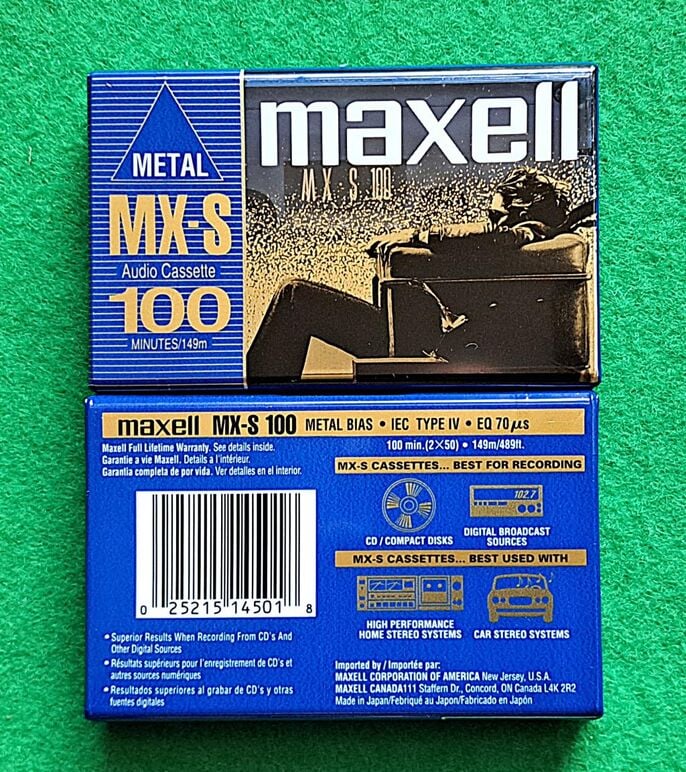 maxell
METAL
MX-S
Audio Cassette
100
MINUTES/149m
MX-S 100
maxell MX-S 100 METAL BIAS • IEC TYPE IV • EQ 70 µs
Maxell Full Lifetime Warranty. See details inside.
Garantie a vie Maxell. Details a l'intérieur.
Garantia completa de por vida. Ver detalles en el interior.
100 min.(2×50) • 149m/489ft.
MX-S CASSETTES... BEST FOR RECORDING
102.7
CD / COMPACT DISKS
DIGITAL BROADCAST
SOURCES
MX-S CASSETTES... BEST USED WITH
HIGH PERFORMANCE
HOME STEREO SYSTEMS
CAR STEREO SYSTEMS
0 25215 14501 8
• Superior Results When Recording From CD's And
Other Digital Sources
• Résultats supérieurs pour l'enregistrement de CD's et
autres sources numériques
• Resultados superiores al grabar de CD's y otras
fuentes digitales
Imported by / Importée par:
MAXELL CORPORATION OF AMERICA New Jersey, U.S.A.
MAXELL CANADA111 Staffern Dr., Concord, ON Canada L4K 2R2
Made in Japan/Febriqué au Japon/Fabricado en Japón